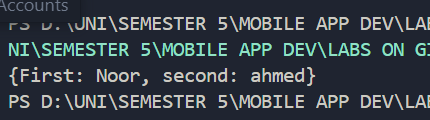 Accounts
PS D:\UNI\SEMESTER 5\MOBILE APP DEV\LAB
NI\SEMESTER 5\MOBILE APP DEV\LABS ON GI
{First: Noor, second: ahmed}
PS D:\UNI\SEMESTER 5\MOBILE APP DEV\LAB